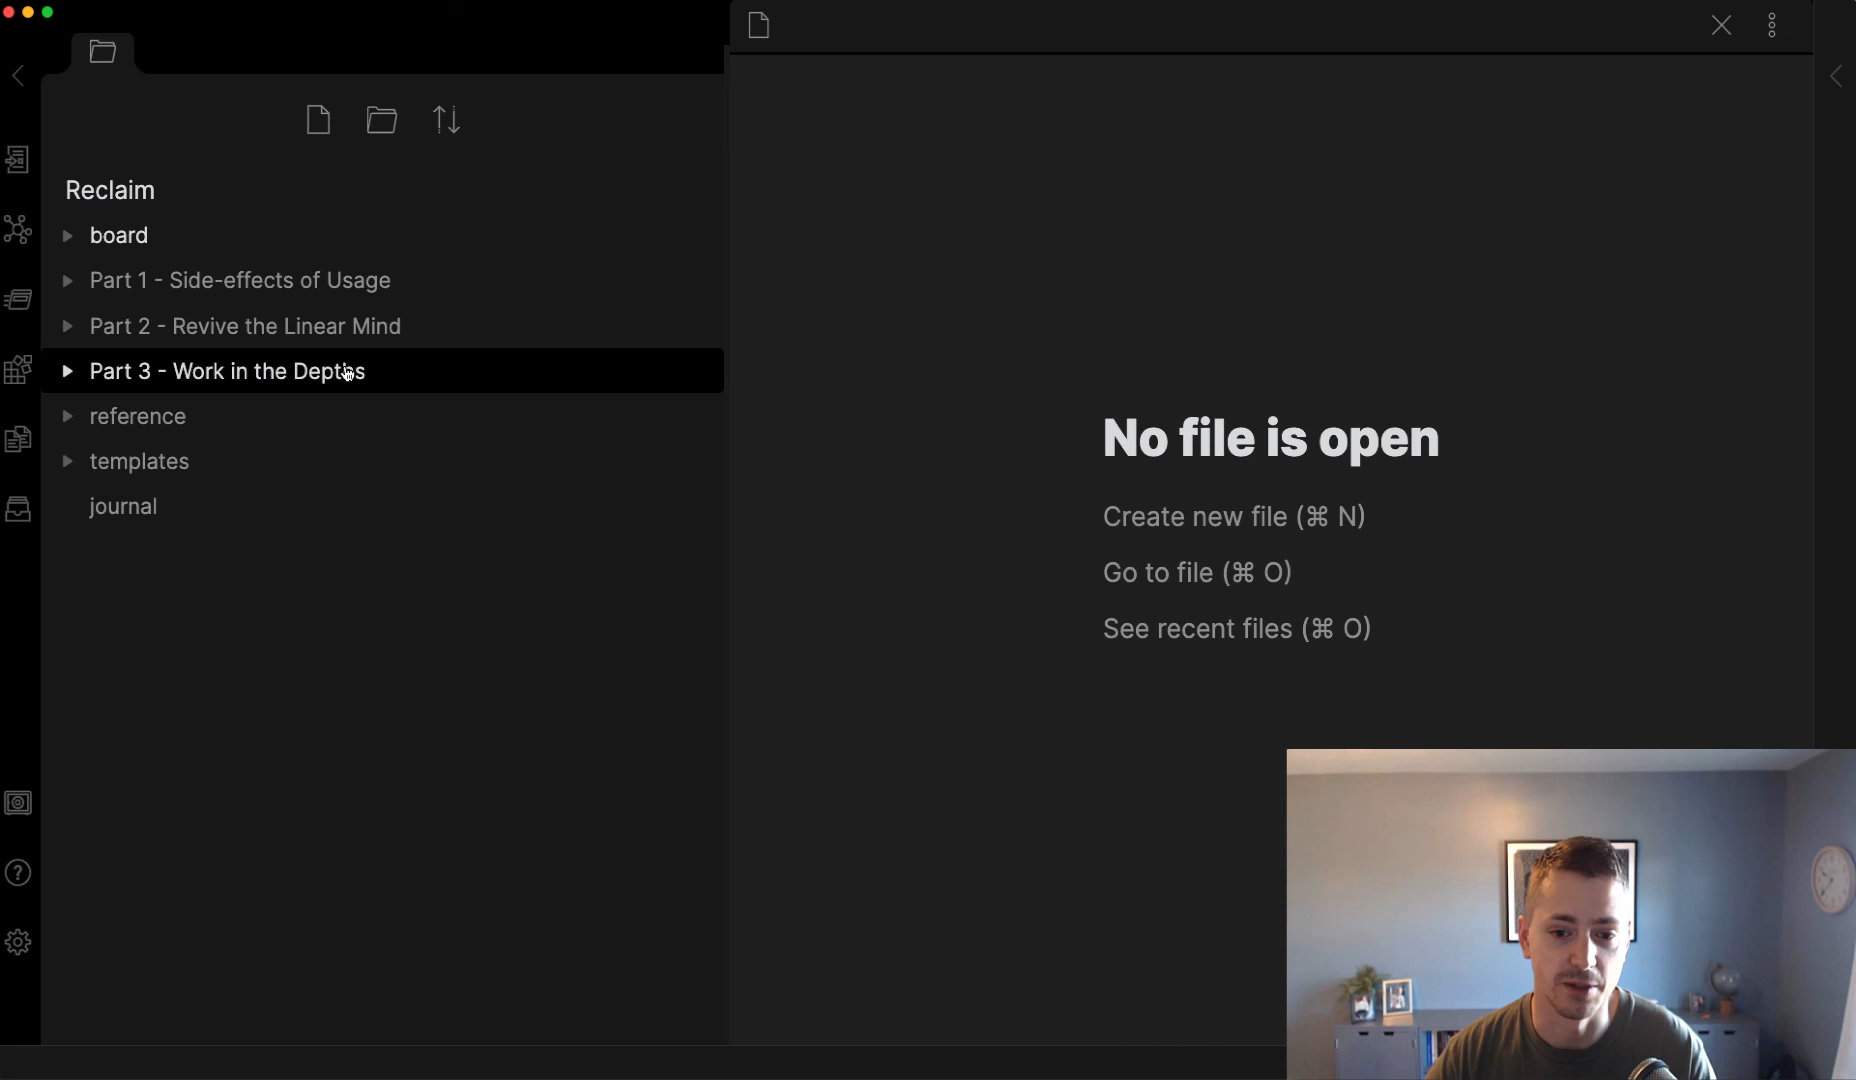 Reclaim
board
Part 1 - Side-effects of Usage
Part 2 - Revive the Linear Mind
Part 3 - Work in the Depths
reference
templates
journal
No file is open
Create new file (⌘ N)
Go to file (⌘ O)
See recent files (⌘ O)